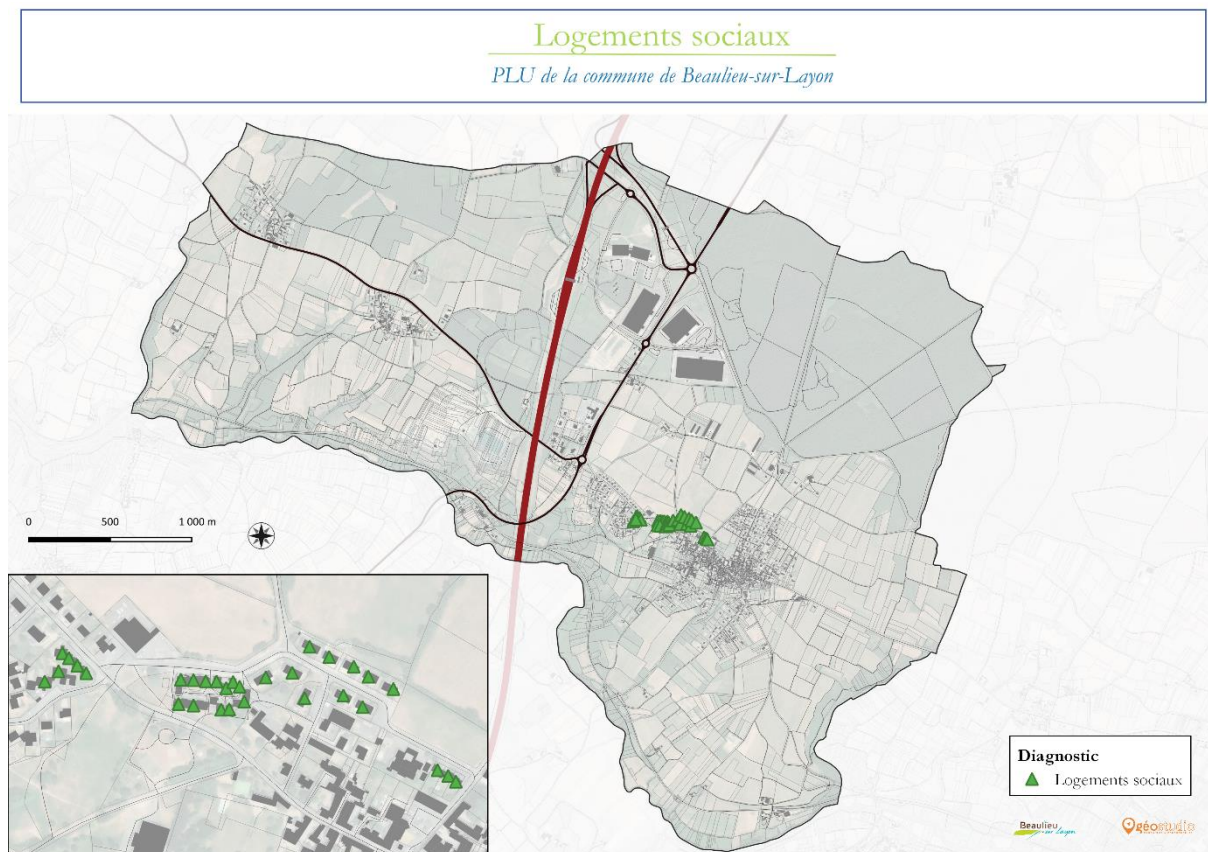 Logements sociaux
PLU de la commune de Beaulieu-sur-Layon
0 500 1 000 m
Diagnostic
Logements sociaux
Beaulieu
sur Layon
géostudio